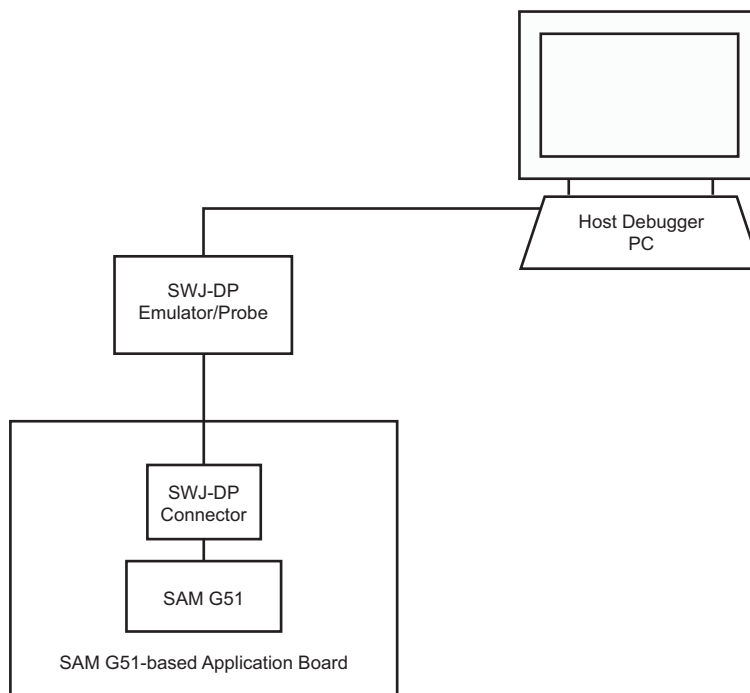 Host Debugger
PC
SWJ-DP
Emulator/Probe
SWJ-DP
Connector
SAM G51
SAM G51-based Application Board